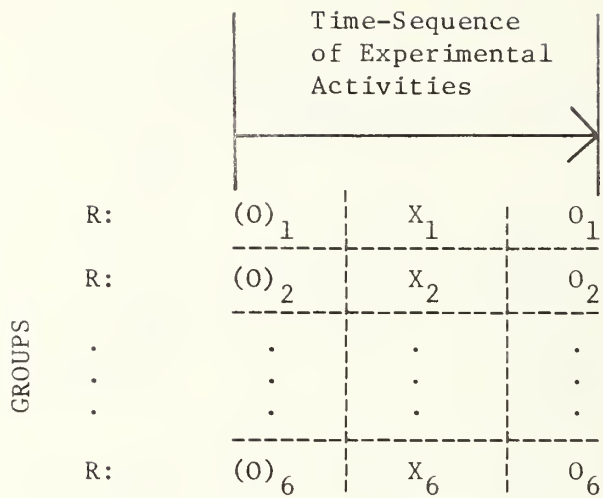 Time-Sequence
of Experimental
Activities
GROUPS
R: (O)1 X1 O1
R: (O)2 X2 O2
. . . .
. . . .
. . . .
R: (O)6 X6 O6